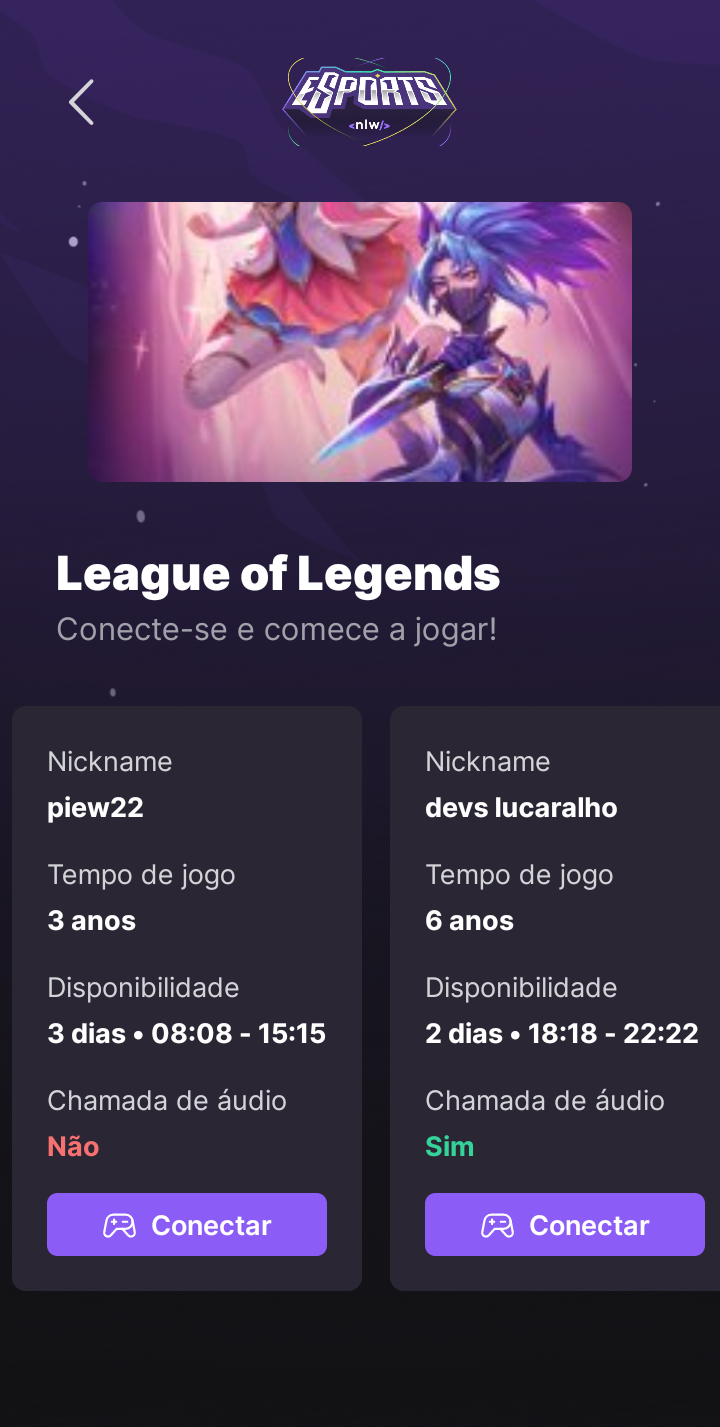 ESPORTS
<nlw/>
League of Legends
Conecte-se e comece a jogar!
Nickname
piew22
Tempo de jogo
3 anos
Disponibilidade
3 dias • 08:08 - 15:15
Chamada de áudio
Não
Conectar
Nickname
devs lucaralho
Tempo de jogo
6 anos
Disponibilidade
2 dias • 18:18 - 22:22
Chamada de áudio
Sim
Conectar